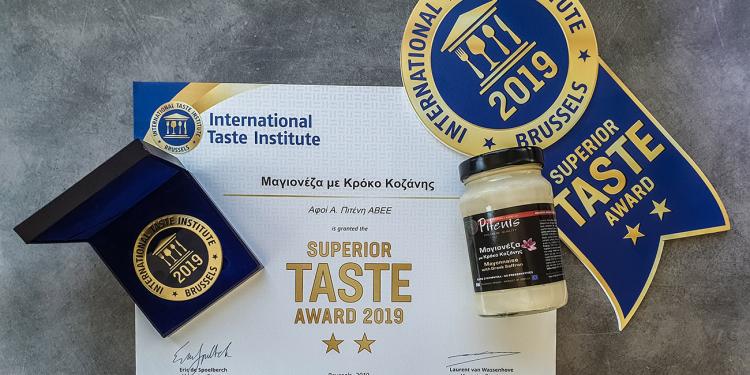 INTERNATIONAL TASTE INSTITUTE
BRUSSELS
International
Taste Institute
Μαγιονέζα με Κρόκο Κοζάνης
Αφοί Α. Πιτένη ΑΒΕΕ
is granted the
SUPERIOR
TASTE
AWARD 2019
Eric de Spoelberch
Brussels, 2019
Laurent van Wassenhove
INTERNATIONAL TASTE INSTITUTE
2019
BRUSSELS
INTERNATIONAL
2019
BRUSSELS
SUPERIOR
TASTE
AWARD
Pitenis
Μαγιονέζα
με Κρόκο Κοζάνης
Mayonnaise
with Greek Saffron